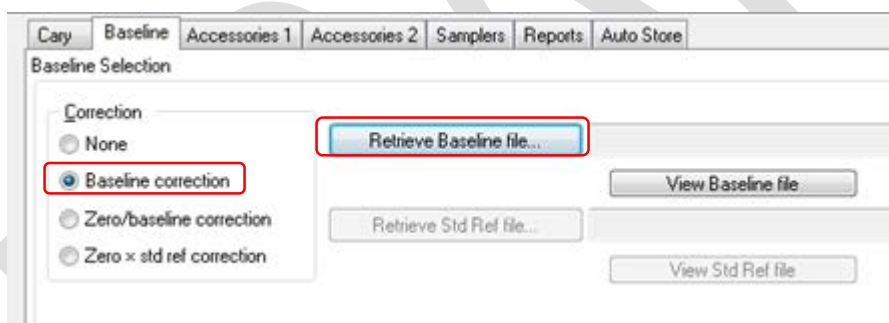 Cary Baseline Accessories 1 Accessories 2 Samplers Reports Auto Store
Baseline Selection
Correction
None
Retrieve Baseline file...
Baseline correction
View Baseline file
Zero/baseline correction
Retrieve Std Ref file...
Zero × std ref correction
View Std Ref file